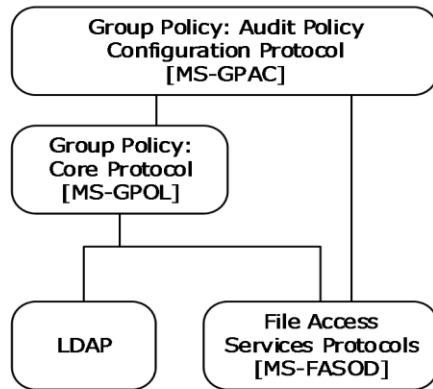 Group Policy: Audit Policy
Configuration Protocol
[MS-GPAC]
Group Policy:
Core Protocol
[MS-GPOL]
LDAP
File Access
Services Protocols
[MS-FASOD]